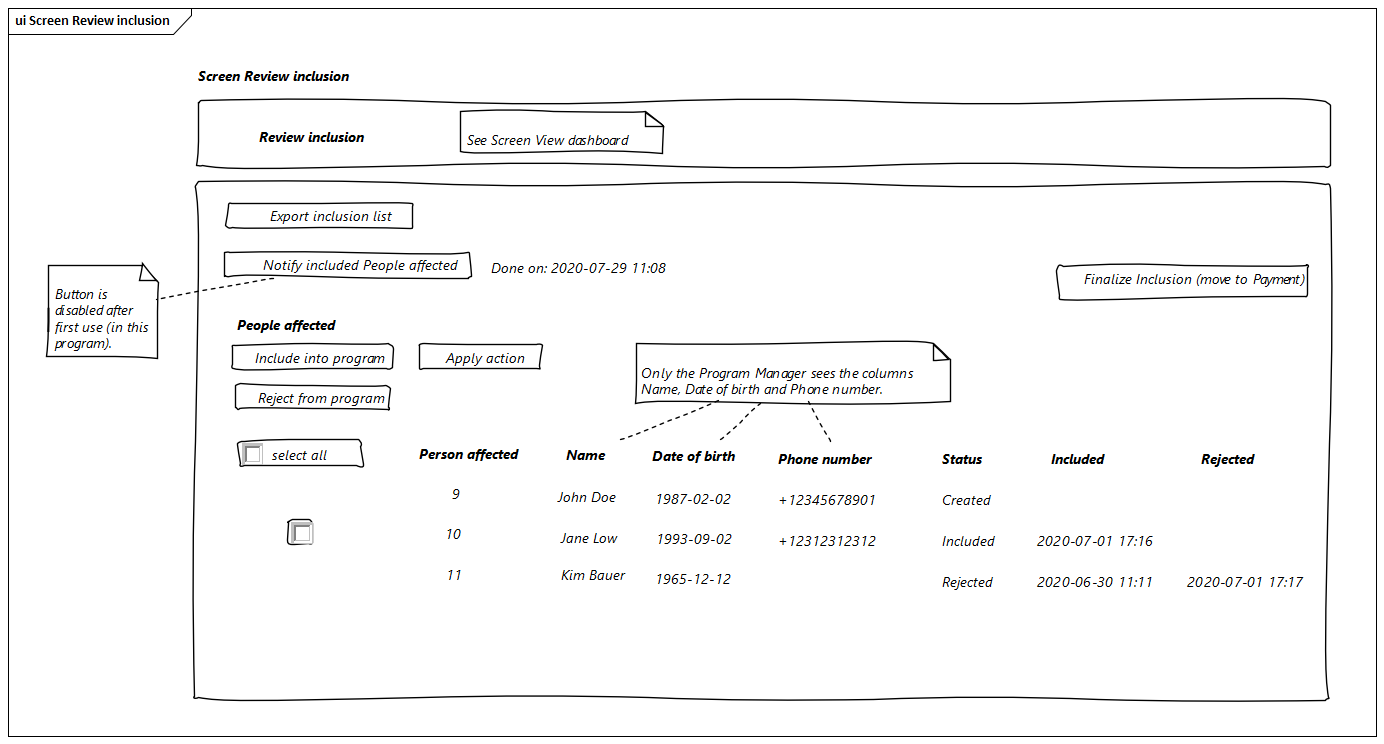 ui Screen Review inclusion
Screen Review inclusion
Review inclusion
See Screen View dashboard
Export inclusion list
Notify included People affected
Done on: 2020-07-29 11:08
Finalize Inclusion (move to Payment)
Button is
disabled after
first use (in this
program).
People affected
Include into program
Apply action
Reject from program
Only the Program Manager sees the columns
Name, Date of birth and Phone number.
select all
Person affected Name Date of birth Phone number Status Included Rejected
9 John Doe 1987-02-02 +12345678901 Created
10 Jane Low 1993-09-02 +12312312312 Included 2020-07-01 17:16
11 Kim Bauer 1965-12-12 Rejected 2020-06-30 11:11 2020-07-01 17:17